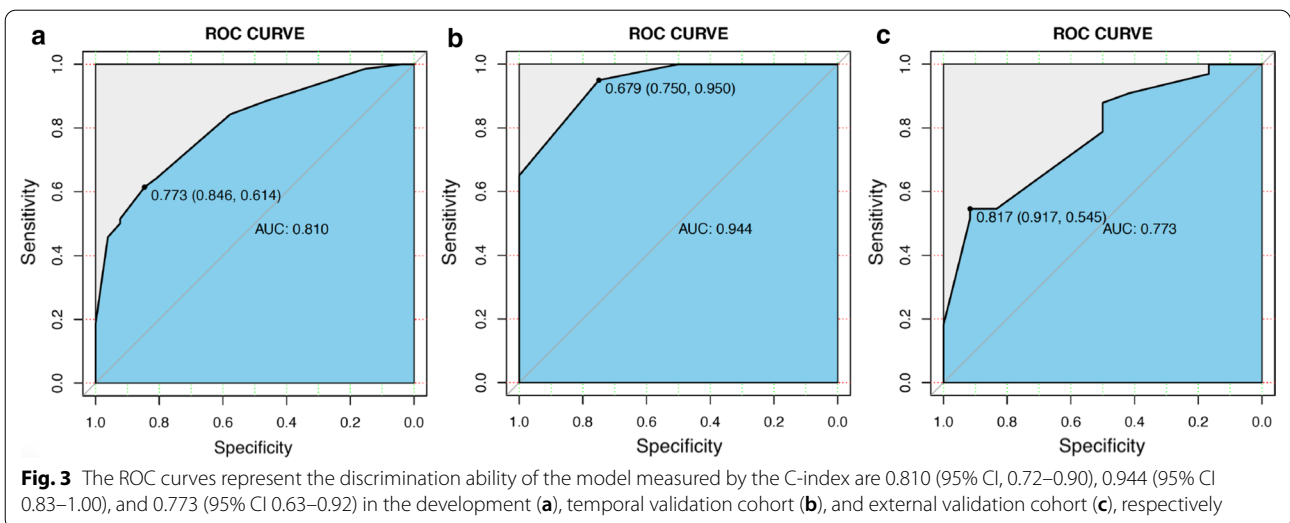 a
ROC CURVE
Sensitivity
1.0
0.8
0.6
0.4
0.2
0.0
0.773 (0.846, 0.614)
AUC: 0.810
1.0 0.8 0.6 0.4 0.2 0.0
Specificity
b
ROC CURVE
Sensitivity
1.0
0.8
0.6
0.4
0.2
0.0
0.679 (0.750, 0.950)
AUC: 0.944
1.0 0.8 0.6 0.4 0.2 0.0
Specificity
c
ROC CURVE
Sensitivity
1.0
0.8
0.6
0.4
0.2
0.0
0.817 (0.917, 0.545)
AUC: 0.773
1.0 0.8 0.6 0.4 0.2 0.0
Specificity
Fig. 3 The ROC curves represent the discrimination ability of the model measured by the C-index are 0.810 (95% CI, 0.72–0.90), 0.944 (95% CI
0.83–1.00), and 0.773 (95% CI 0.63–0.92) in the development (a), temporal validation cohort (b), and external validation cohort (c), respectively